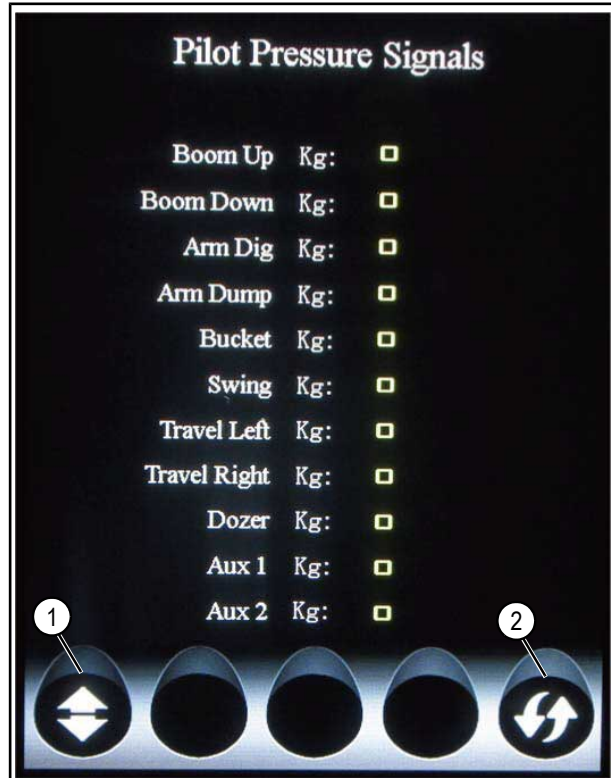 Pilot Pressure Signals
Boom Up Kg: 0
Boom Down Kg: 0
Arm Dig Kg: 0
Arm Dump Kg: 0
Bucket Kg: 0
Swing Kg: 0
Travel Left Kg: 0
Travel Right Kg: 0
Dozer Kg: 0
Aux 1 Kg: 0
Aux 2 Kg: 0
1
2